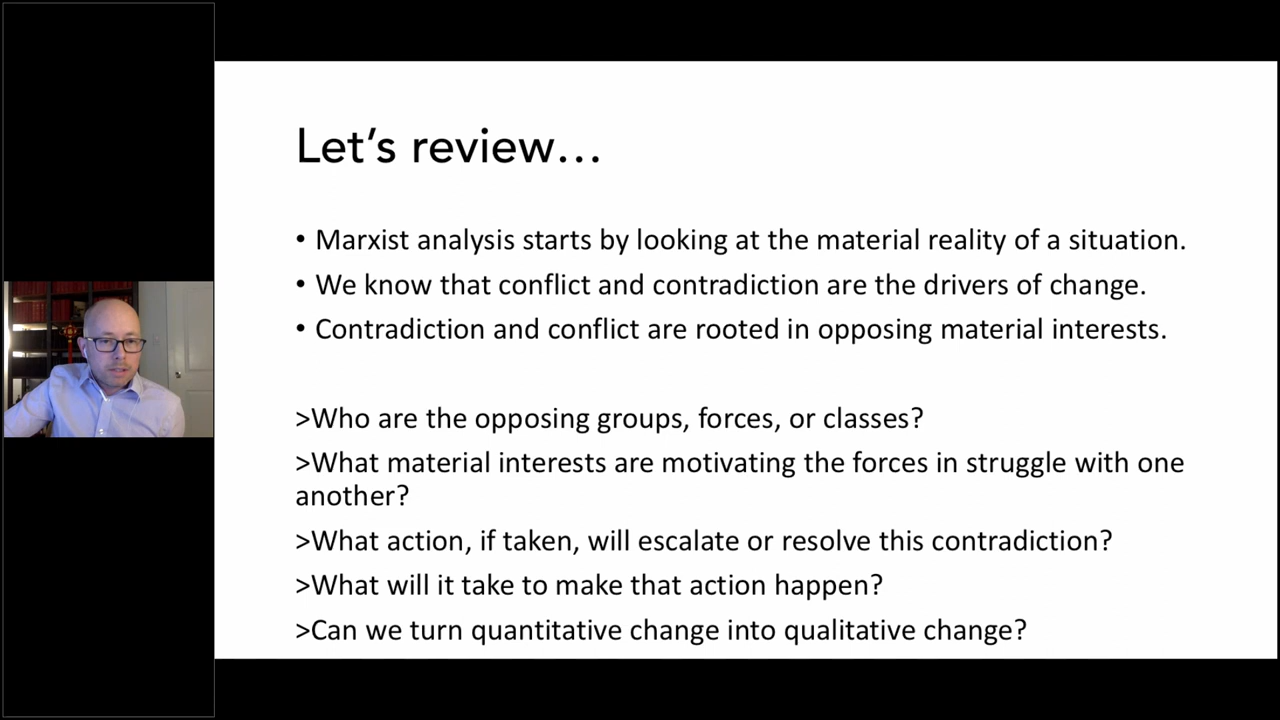 Let’s review…
• Marxist analysis starts by looking at the material reality of a situation.
• We know that conflict and contradiction are the drivers of change.
• Contradiction and conflict are rooted in opposing material interests.
>Who are the opposing groups, forces, or classes?
>What material interests are motivating the forces in struggle with one
another?
>What action, if taken, will escalate or resolve this contradiction?
>What will it take to make that action happen?
>Can we turn quantitative change into qualitative change?